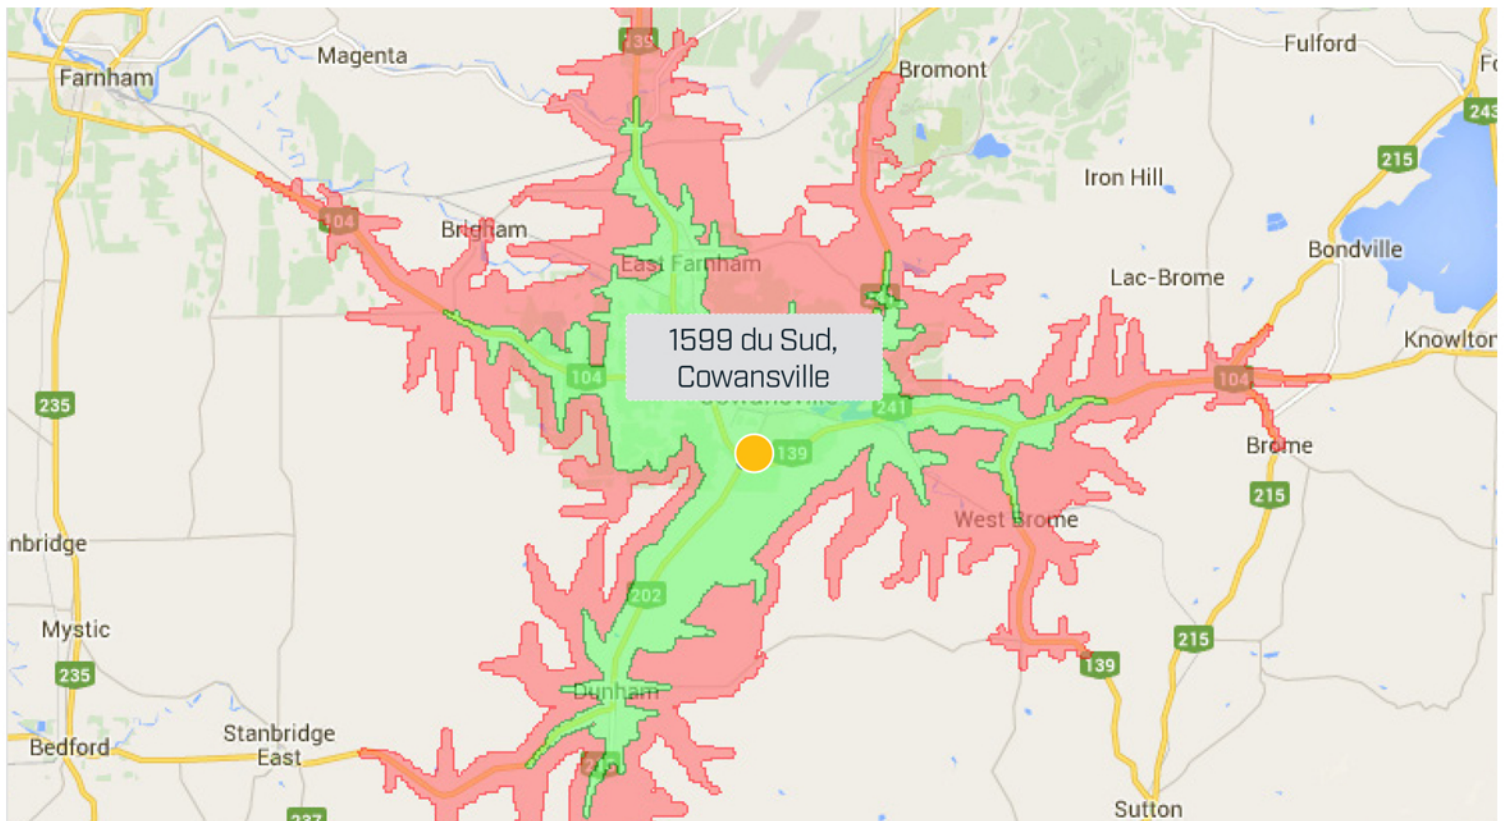 139
Magenta
Fulford
Farnham
Bromont
243
215
Iron Hill
104
Brigham
East Farnham
Bondville
Lac-Brome
1599 du Sud,
Cowansville
Knowlton
104
104
235
Cowansville
241
139
Brome
215
West Brome
nbridge
202
Mystic
215
139
235
Dunham
Stanbridge
East
Bedford
Sutton
237